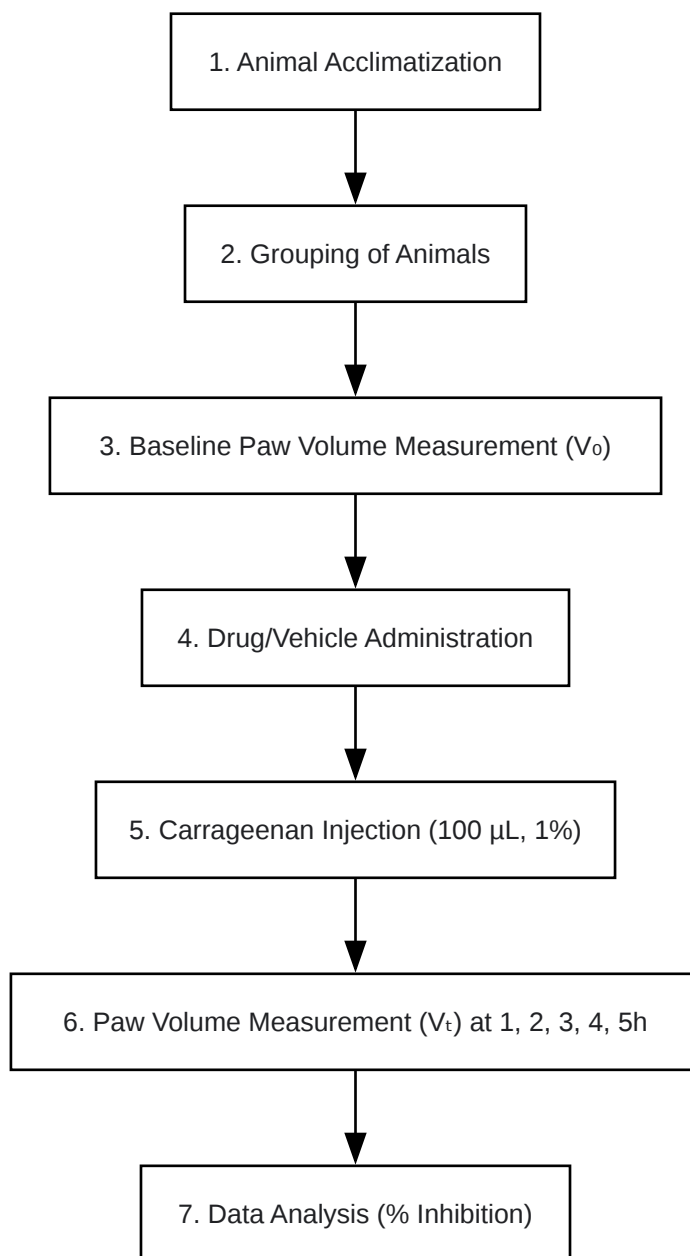 1. Animal Acclimatization
2. Grouping of Animals
3. Baseline Paw Volume Measurement (V₀)
4. Drug/Vehicle Administration
5. Carrageenan Injection (100 µL, 1%)
6. Paw Volume Measurement (Vₜ) at 1, 2, 3, 4, 5h
7. Data Analysis (% Inhibition)